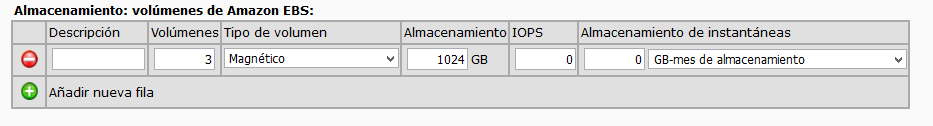 Almacenamiento: volúmenes de Amazon EBS:
Descripción Volúmenes Tipo de volumen Almacenamiento IOPS Almacenamiento de instantáneas
3 Magnético 1024 GB 0 0 GB-mes de almacenamiento
Añadir nueva fila